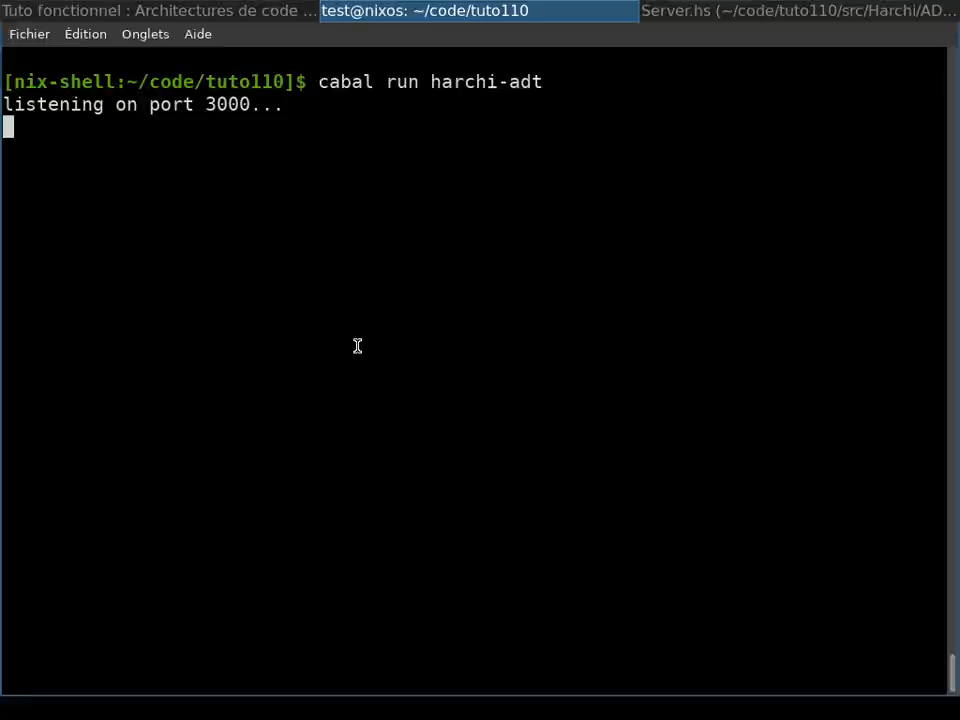 Tuto fonctionnel : Architectures de code ... test@nixos: ~/code/tuto110 Server.hs (~/code/tuto110/src/Harchi/AD...
Fichier Édition Onglets Aide
[nix-shell:~/code/tuto110]$ cabal run harchi-adt
listening on port 3000...